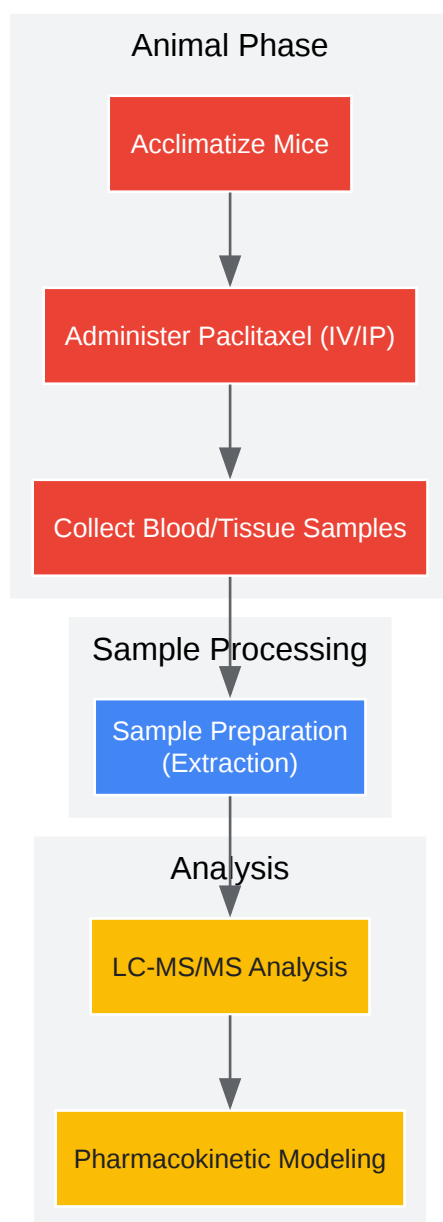 Animal Phase
Acclimatize Mice
Administer Paclitaxel (IV/IP)
Collect Blood/Tissue Samples
Sample Processing
Sample Preparation
(Extraction)
Analysis
LC-MS/MS Analysis
Pharmacokinetic Modeling